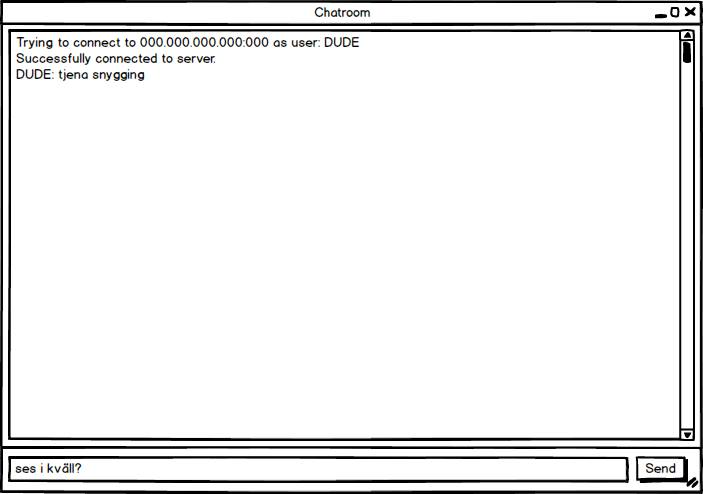 Chatroom
Trying to connect to 000.000.000.000:000 as user: DUDE
Successfully connected to server.
DUDE: tjena snygging
ses i kväll?
Send